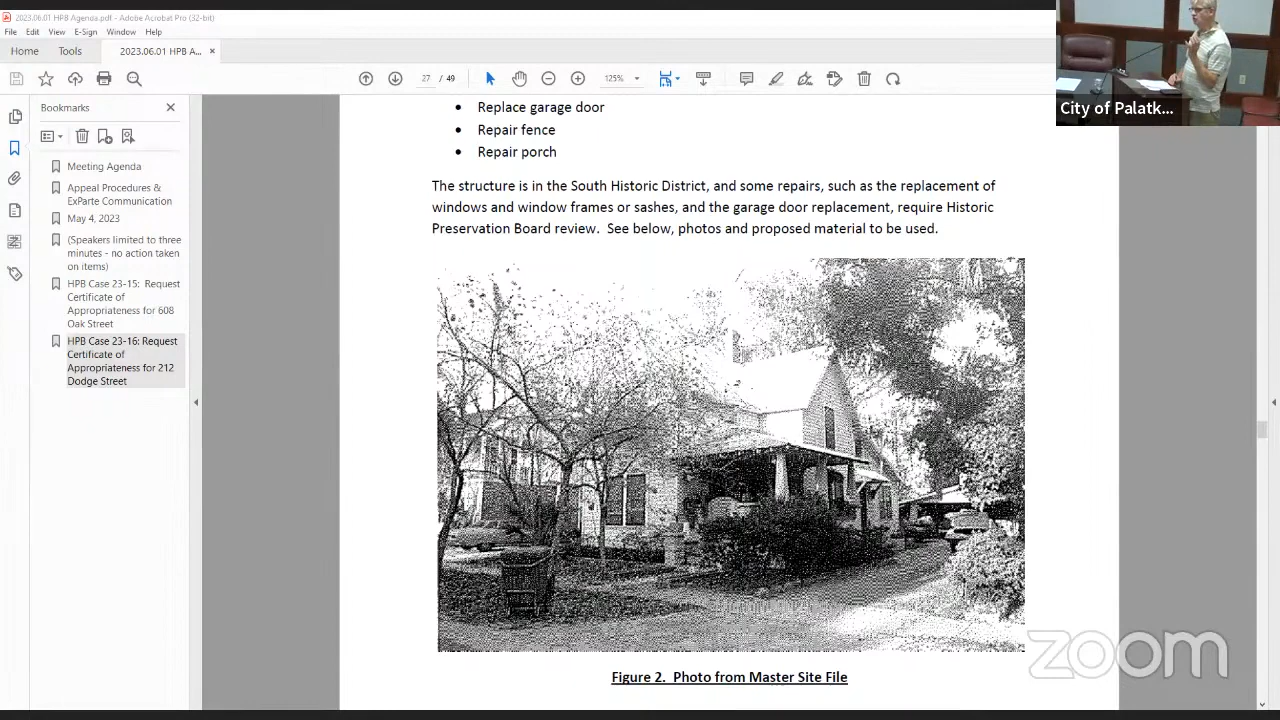 2023.06.01 HPB Agenda.pdf - Adobe Acrobat Pro (32-bit)
File Edit View E-Sign Window Help
Home Tools 2023.06.01 HPB A... ×
27 / 49 125%
Bookmarks
Meeting Agenda
Appeal Procedures &
ExParte Communication
May 4, 2023
(Speakers limited to three
minutes - no action taken
on items)
HPB Case 23-15: Request
Certificate of
Appropriateness for 608
Oak Street
HPB Case 23-16: Request
Certificate of
Appropriateness for 212
Dodge Street
• Replace garage door
• Repair fence
• Repair porch
The structure is in the South Historic District, and some repairs, such as the replacement of
windows and window frames or sashes, and the garage door replacement, require Historic
Preservation Board review. See below, photos and proposed material to be used.
Figure 2. Photo from Master Site File
City of Palatk...
zoom